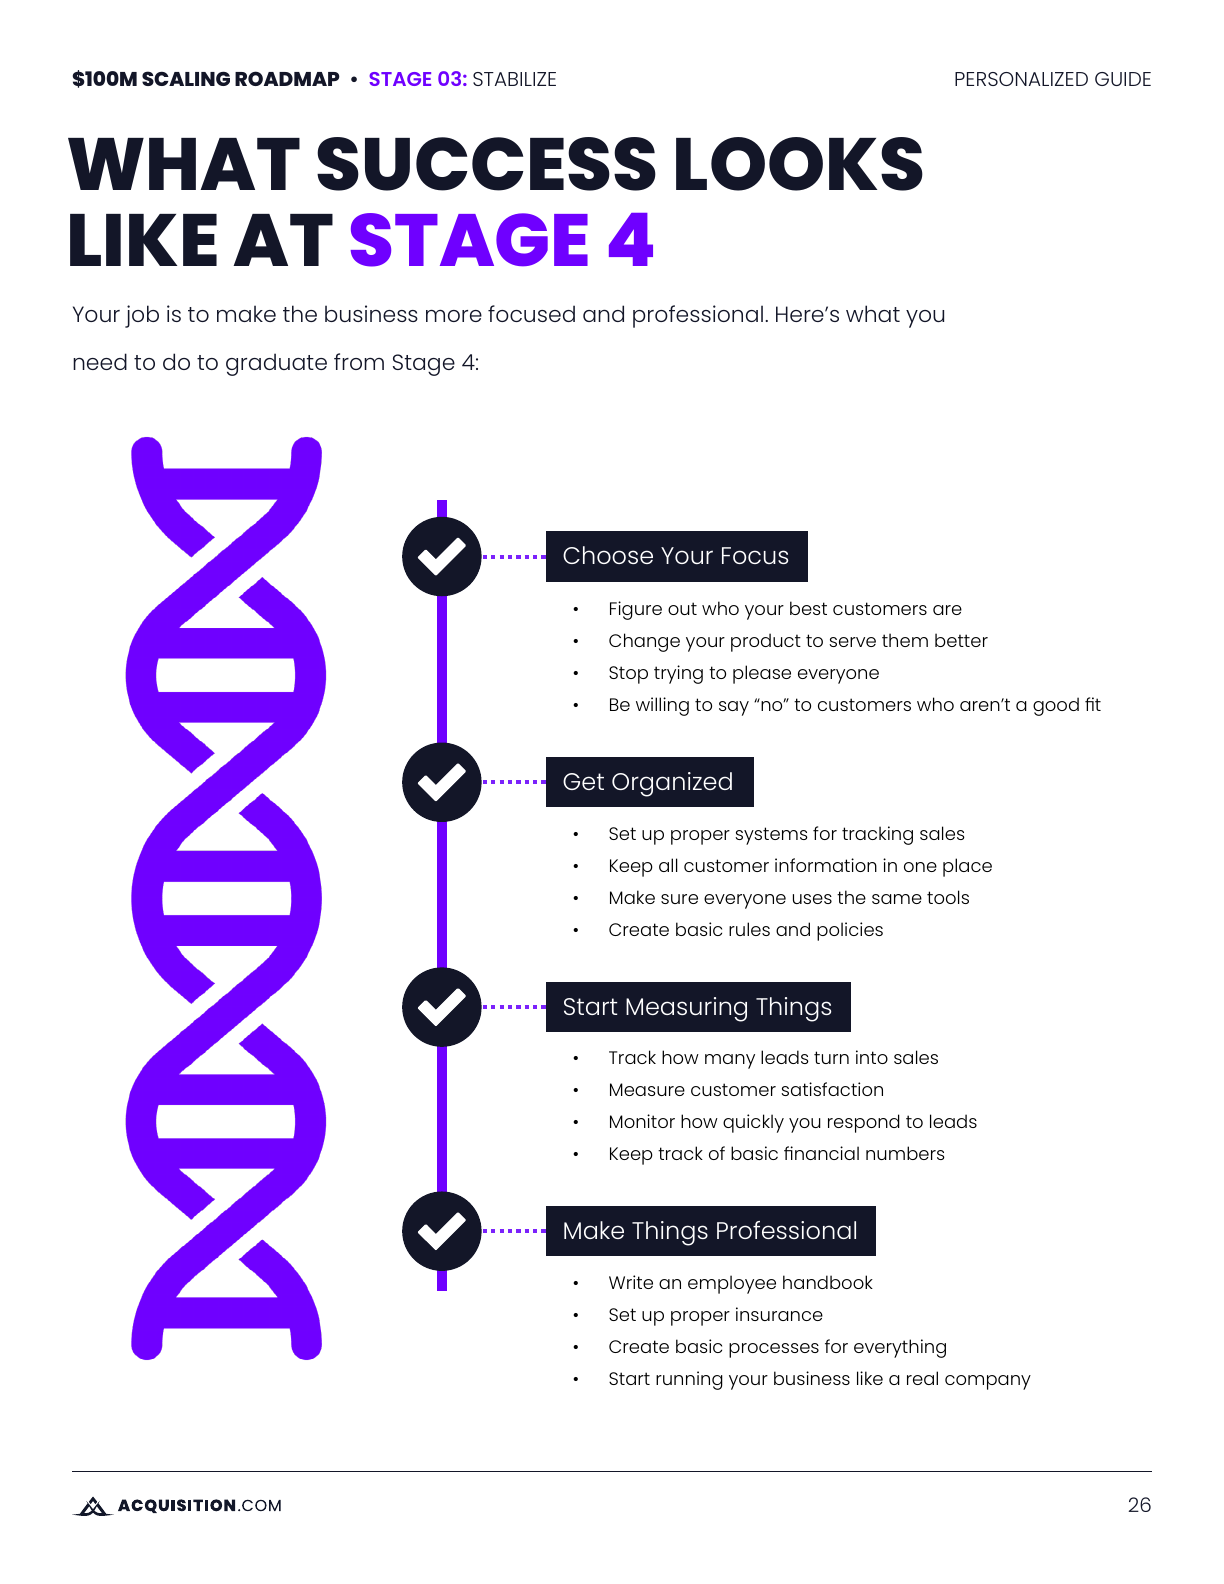 $100M SCALING ROADMAP • STAGE 03: STABILIZE
PERSONALIZED GUIDE
WHAT SUCCESS LOOKS
LIKE AT STAGE 4
Your job is to make the business more focused and professional. Here’s what you
need to do to graduate from Stage 4:
Choose Your Focus
• Figure out who your best customers are
• Change your product to serve them better
• Stop trying to please everyone
• Be willing to say “no” to customers who aren’t a good fit
Get Organized
• Set up proper systems for tracking sales
• Keep all customer information in one place
• Make sure everyone uses the same tools
• Create basic rules and policies
Start Measuring Things
• Track how many leads turn into sales
• Measure customer satisfaction
• Monitor how quickly you respond to leads
• Keep track of basic financial numbers
Make Things Professional
• Write an employee handbook
• Set up proper insurance
• Create basic processes for everything
• Start running your business like a real company
ACQUISITION.COM
26